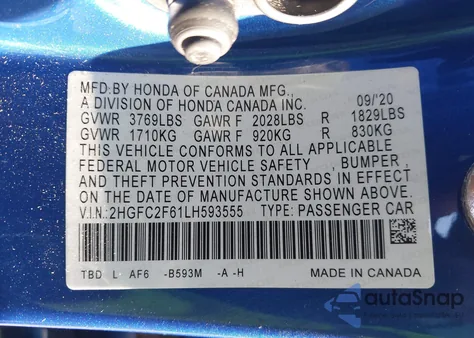 MFD.BY HONDA OF CANADA MFG.,
A DIVISION OF HONDA CANADA INC. 09/'20
GVWR 3769LBS GAWR F 2028LBS R 1829LBS
GVWR 1710KG GAWR F 920KG R 830KG
THIS VEHICLE CONFORMS TO ALL APPLICABLE
FEDERAL MOTOR VEHICLE SAFETY , BUMPER ,
AND THEFT PREVENTION STANDARDS IN EFFECT
ON THE DATE OF MANUFACTURE SHOWN ABOVE.
V.I.N: 2HGFC2F61LH593555 TYPE: PASSENGER CAR
TBD L AF6 -B593M -A -H MADE IN CANADA
autoSnap